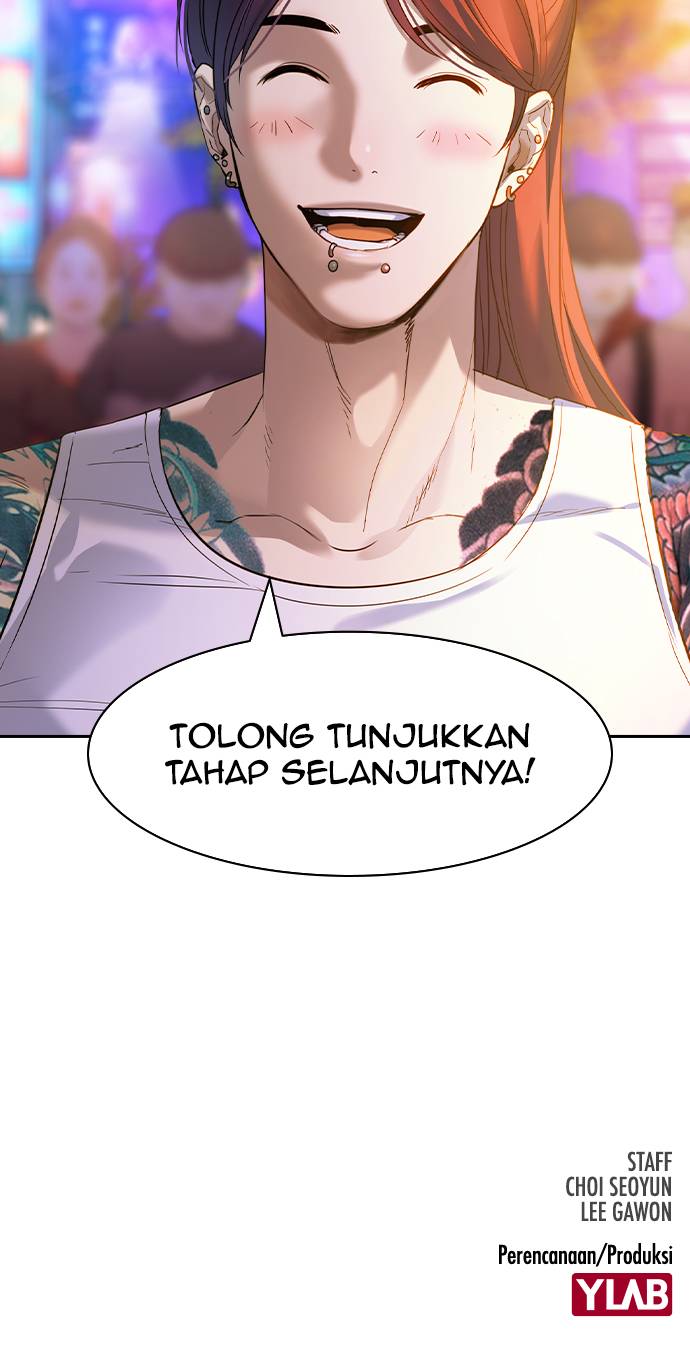 TOLONG TUNJUKKAN
TAHAP SELANJUTNYA!
STAFF
CHOI SEOYUN
LEE GAWON
Perencanaan/Produksi
YLAB